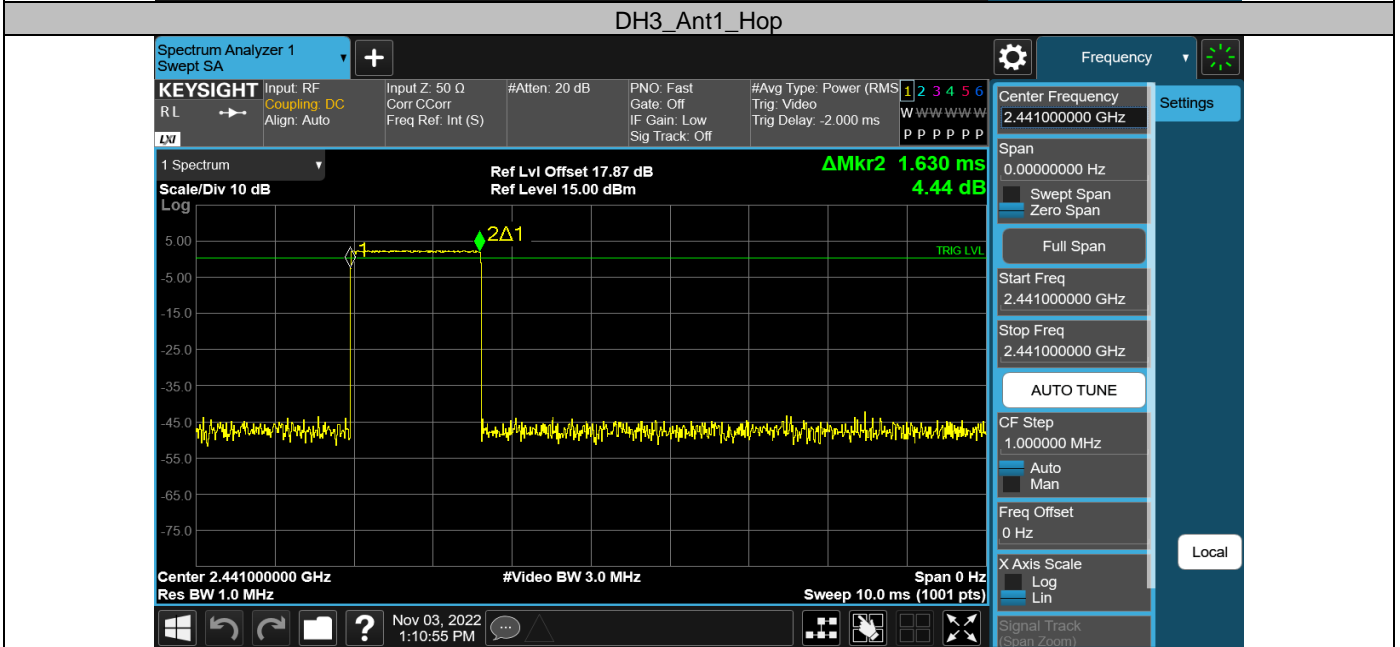 DH3_Ant1_Hop
Spectrum Analyzer 1
Swept SA
+
Frequency
KEYSIGHT
RL
LXI
Input: RF
Coupling: DC
Align: Auto
Input Z: 50 Ω
Corr CCorr
Freq Ref: Int (S)
#Atten: 20 dB
PNO: Fast
Gate: Off
IF Gain: Low
Sig Track: Off
#Avg Type: Power (RMS
Trig: Video
Trig Delay: -2.000 ms
1 2 3 4 5 6
W W W W W W
P P P P P P
1 Spectrum
Scale/Div 10 dB
Ref Lvl Offset 17.87 dB
Ref Level 15.00 dBm
ΔMkr2 1.630 ms
4.44 dB
Log
5.00
-5.00
-15.0
-25.0
-35.0
-45.0
-55.0
-65.0
-75.0
1
2Δ1
TRIG LVL
Center 2.441000000 GHz
#Video BW 3.0 MHz
Span 0 Hz
Res BW 1.0 MHz
Sweep 10.0 ms (1001 pts)
Center Frequency
2.441000000 GHz
Settings
Span
0.00000000 Hz
Swept Span
Zero Span
Full Span
Start Freq
2.441000000 GHz
Stop Freq
2.441000000 GHz
AUTO TUNE
CF Step
1.000000 MHz
Auto
Man
Freq Offset
0 Hz
X Axis Scale
Log
Lin
Signal Track
(Span Zoom)
Local
?
Nov 03, 2022
1:10:55 PM